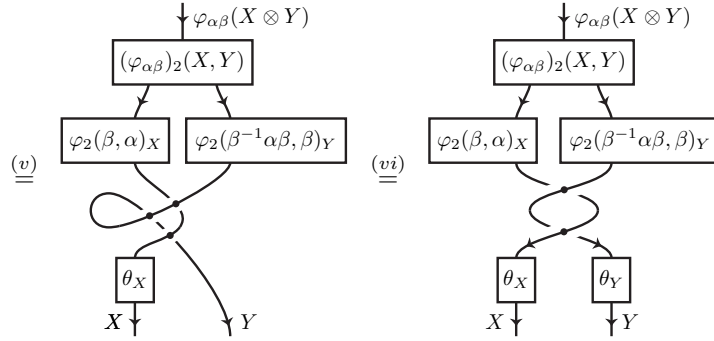 φαβ(X ⊗ Y) φαβ(X ⊗ Y)
(φαβ)₂(X, Y) (φαβ)₂(X, Y)
φ₂(β, α)X φ₂(β⁻¹αβ, β)Y φ₂(β, α)X φ₂(β⁻¹αβ, β)Y
(v) = (vi) =
θX θX θY
X Y X Y